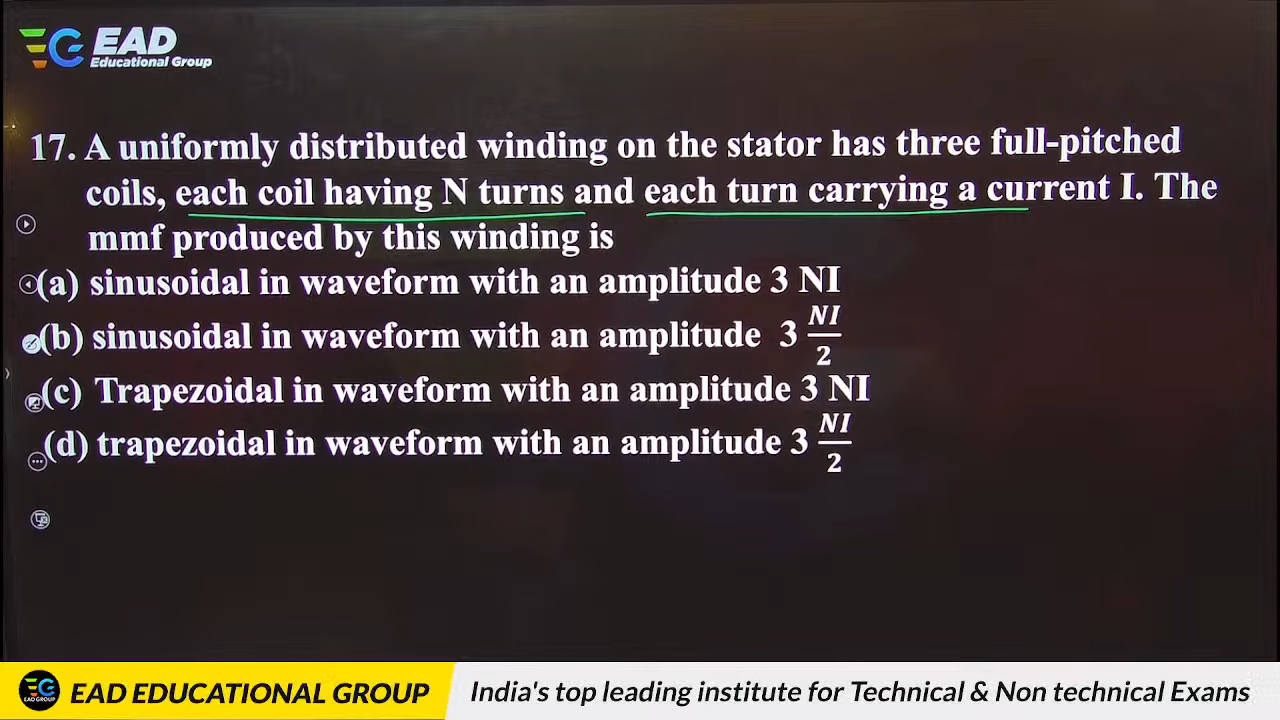 EAD
Educational Group
17. A uniformly distributed winding on the stator has three full-pitched
coils, each coil having N turns and each turn carrying a current I. The
mmf produced by this winding is
(a) sinusoidal in waveform with an amplitude 3 NI
(b) sinusoidal in waveform with an amplitude 3 NI/2
(c) Trapezoidal in waveform with an amplitude 3 NI
(d) trapezoidal in waveform with an amplitude 3 NI/2
EAD GROUP
EAD EDUCATIONAL GROUP
India's top leading institute for Technical & Non technical Exams